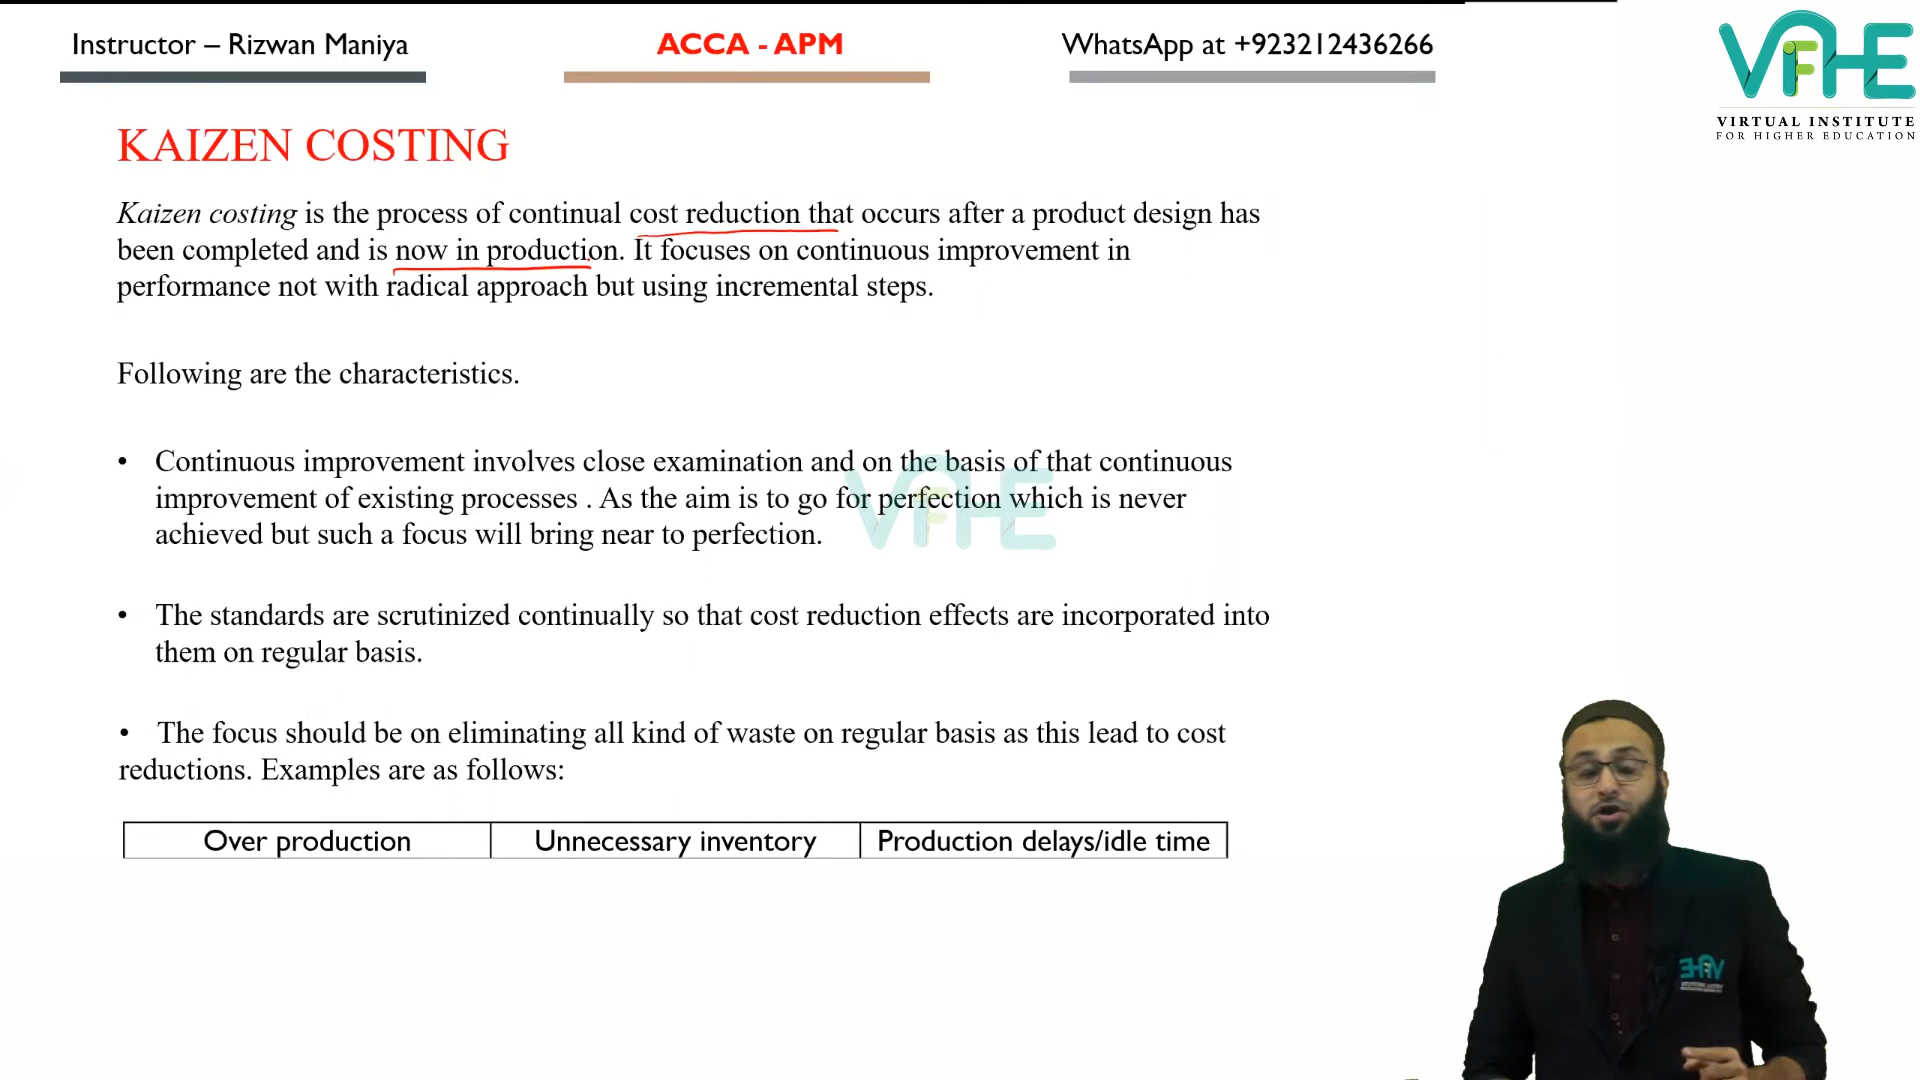 Instructor – Rizwan Maniya
ACCA - APM
WhatsApp at +923212436266
VIRTUAL INSTITUTE
FOR HIGHER EDUCATION
KAIZEN COSTING
Kaizen costing is the process of continual cost reduction that occurs after a product design has
been completed and is now in production. It focuses on continuous improvement in
performance not with radical approach but using incremental steps.
Following are the characteristics.
• Continuous improvement involves close examination and on the basis of that continuous
improvement of existing processes . As the aim is to go for perfection which is never
achieved but such a focus will bring near to perfection.
• The standards are scrutinized continually so that cost reduction effects are incorporated into
them on regular basis.
• The focus should be on eliminating all kind of waste on regular basis as this lead to cost
reductions. Examples are as follows:
Over production
Unnecessary inventory
Production delays/idle time